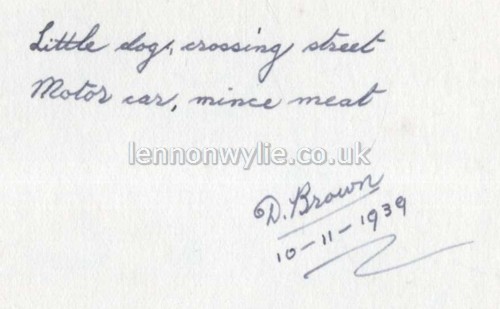 Little dog, crossing street
Motor car, mince meat
lennonwylie.co.uk
D. Brown
10-11-1939